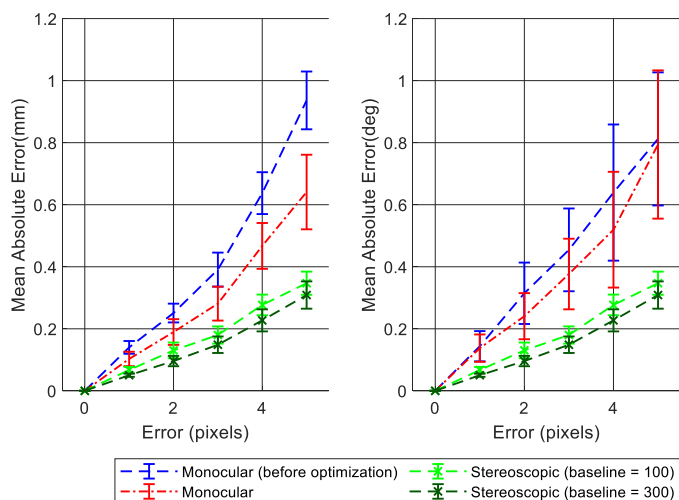 1.2
1
0.8
0.6
0.4
0.2
0
0
2
4
Mean Absolute Error(mm)
Error (pixels)
1.2
1
0.8
0.6
0.4
0.2
0
0
2
4
Mean Absolute Error(deg)
Error (pixels)
Monocular (before optimization)
Monocular
Stereoscopic (baseline = 100)
Stereoscopic (baseline = 300)